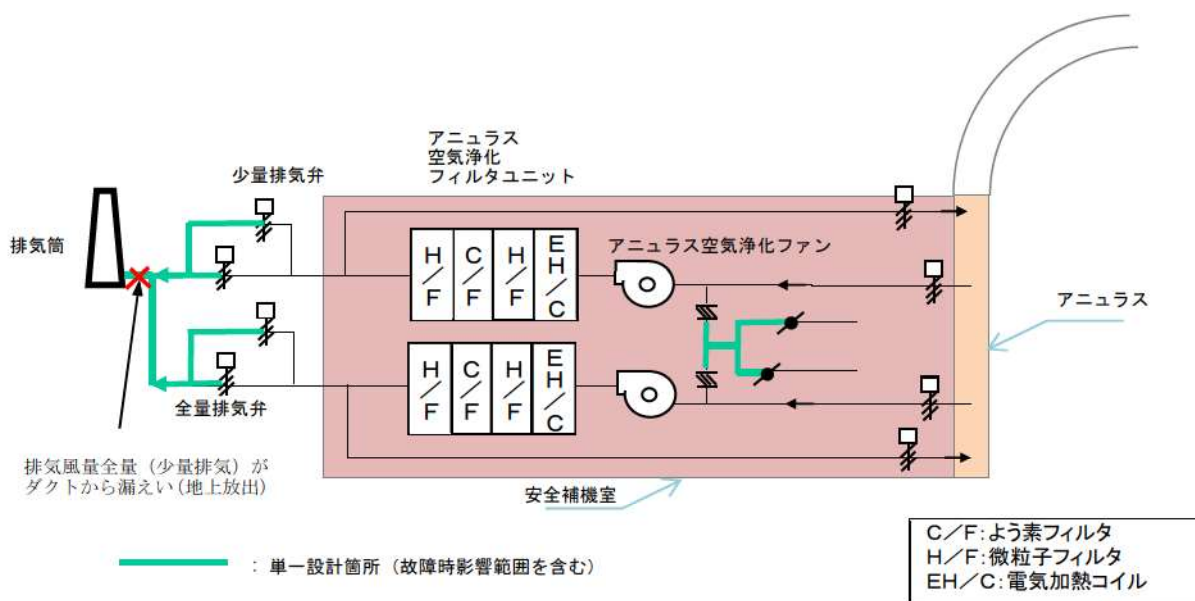 アニュラス
空気浄化
フィルタユニット
少量排気弁
排気筒
アニュラス空気浄化ファン
H/F
C/F
H/F
EH/C
アニュラス
H/F
C/F
H/F
EH/C
全量排気弁
排気風量全量（少量排気）が
ダクトから漏えい（地上放出）
安全補機室
：単一設計箇所（故障時影響範囲を含む）
C/F：よう素フィルタ
H/F：微粒子フィルタ
EH/C：電気加熱コイル